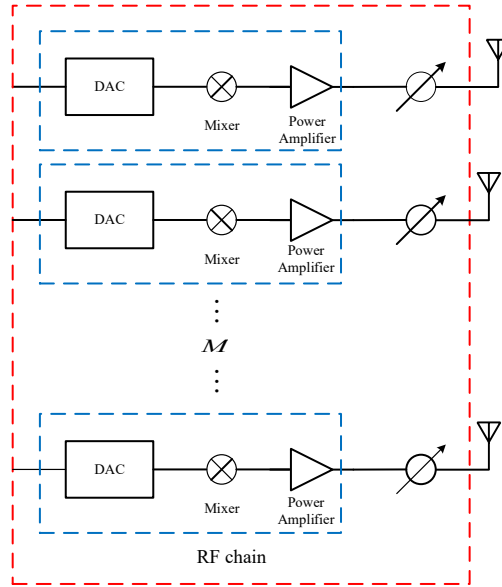 DAC
Mixer
Power
Amplifier
DAC
Mixer
Power
Amplifier
M
DAC
Mixer
Power
Amplifier
RF chain